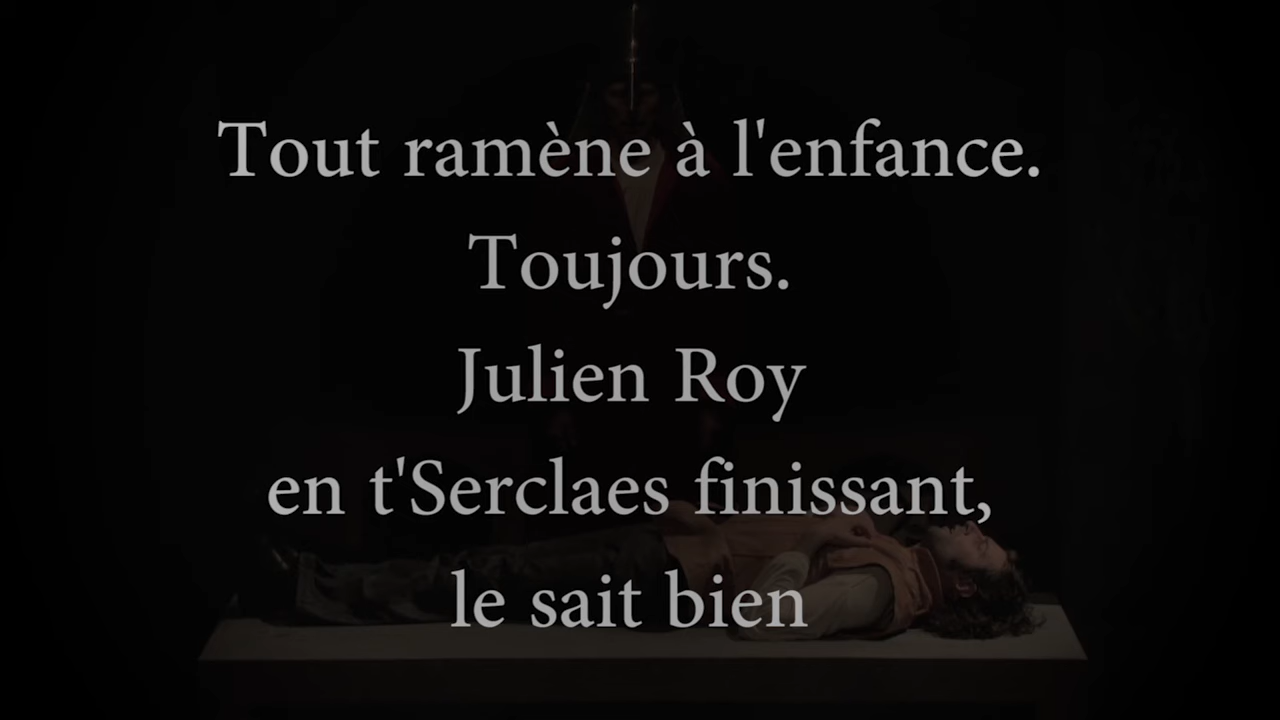 Tout ramène à l'enfance.
Toujours.
Julien Roy
en t'Serclaes finissant,
le sait bien